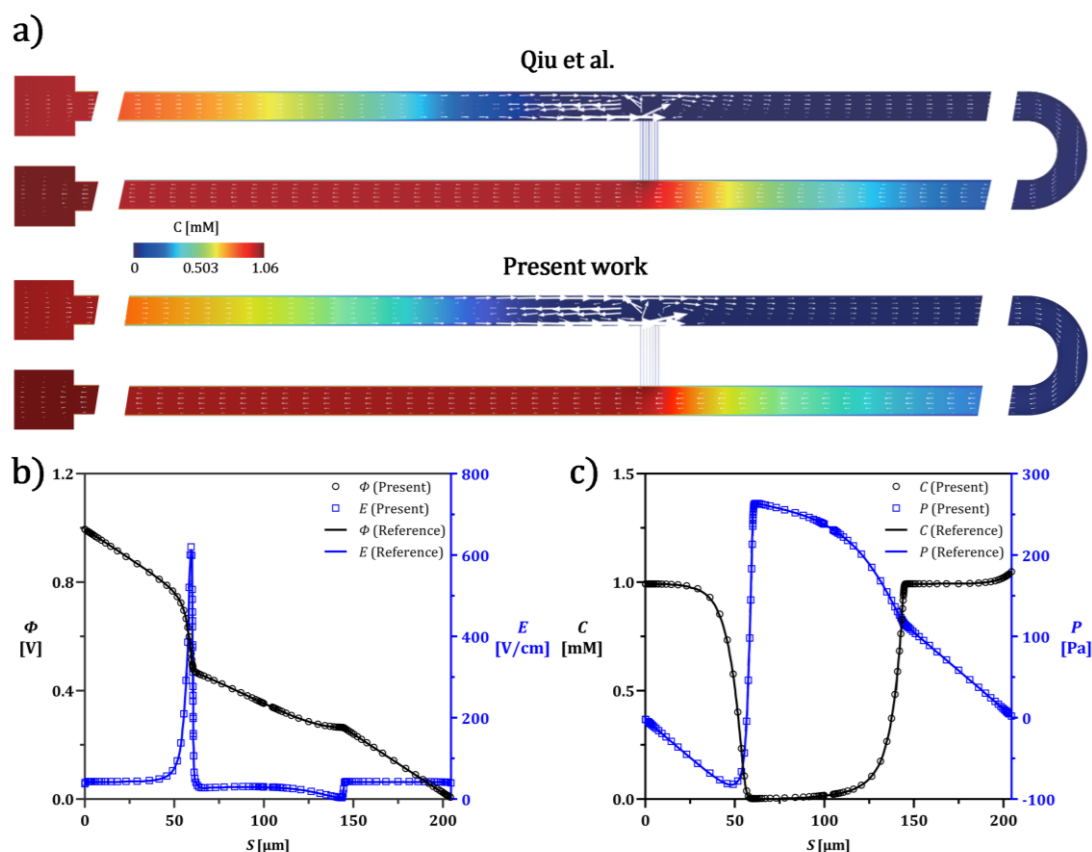 a)
Qiu et al.
C [mM]
0 0.503 1.06
Present work
b)
1.2
0.8
0.4
0.0
Φ
[V]
800
600
400
200
0
E
[V/cm]
Φ (Present)
E (Present)
Φ (Reference)
E (Reference)
0 50 100 150 200
S [μm]
c)
1.5
1.0
0.5
0.0
C
[mM]
300
200
100
0
-100
P
[Pa]
C (Present)
P (Present)
C (Reference)
P (Reference)
0 50 100 150 200
S [μm]